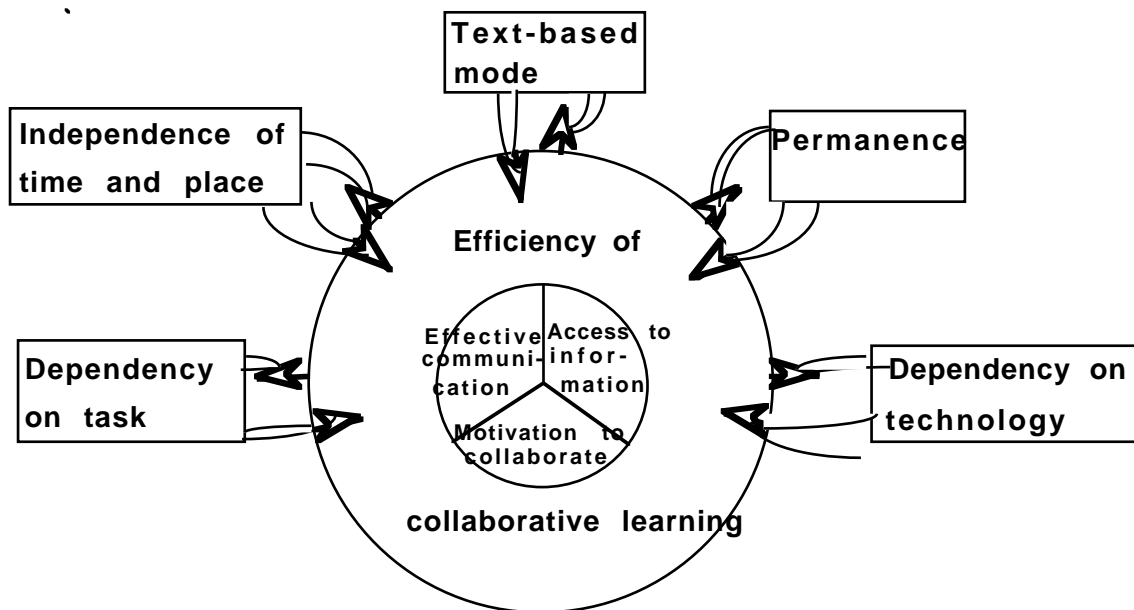 Text-based
mode
Independence of
time and place
Permanence
Efficiency of
Effective
communi-
cation
Access to
infor-
mation
Motivation to
collaborate
Dependency
on task
Dependency on
technology
collaborative learning